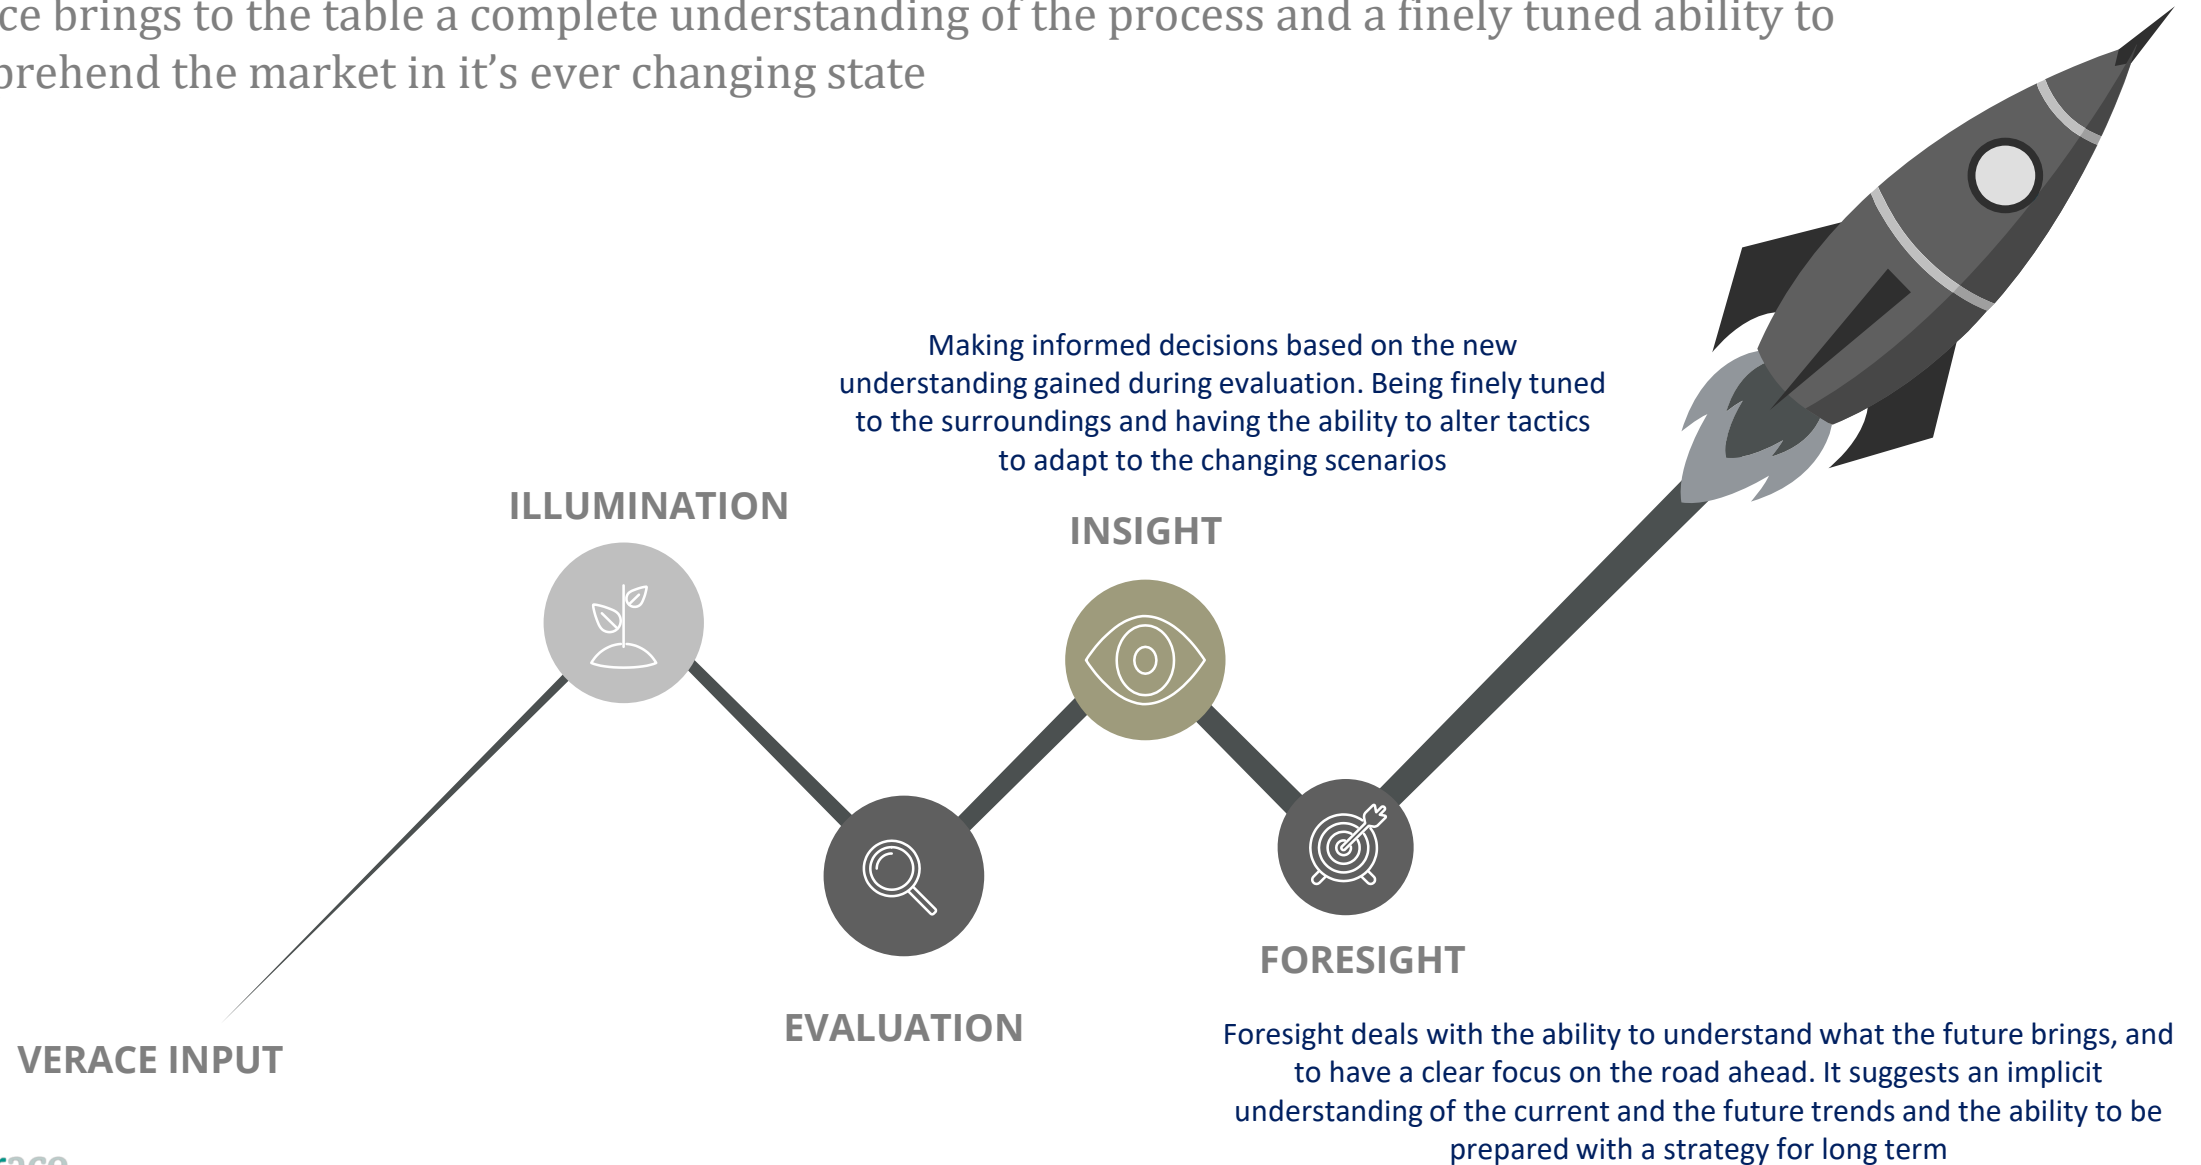 ce brings to the table a complete understanding of the process and a finely tuned ability to
prehend the market in it's ever changing state
Making informed decisions based on the new
understanding gained during evaluation. Being finely tuned
to the surroundings and having the ability to alter tactics
to adapt to the changing scenarios
ILLUMINATION
INSIGHT
FORESIGHT
EVALUATION
VERACE INPUT
Foresight deals with the ability to understand what the future brings, and
to have a clear focus on the road ahead. It suggests an implicit
understanding of the current and the future trends and the ability to be
prepared with a strategy for long term